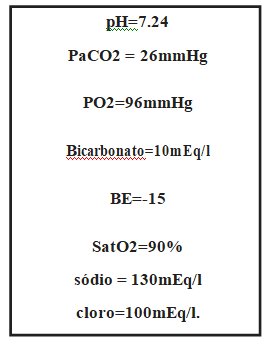 pH=7.24
PaCO2 = 26mmHg
PO2=96mmHg
Bicarbonato=10mEq/l
BE=-15
SatO2=90%
sódio = 130mEq/l
cloro=100mEq/l.